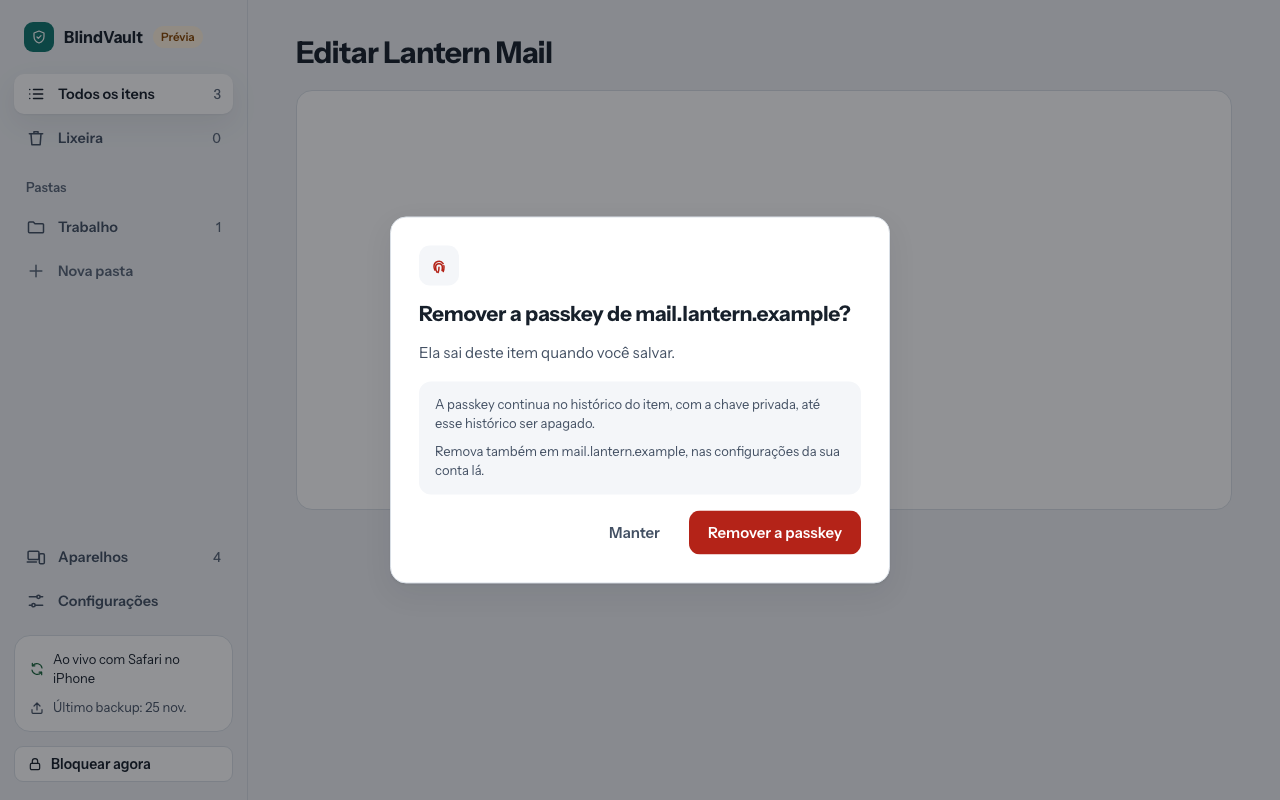 BlindVault
Prévia
Todos os itens
3
Lixeira
0
Pastas
Trabalho
1
Nova pasta
Aparelhos
4
Configurações
Ao vivo com Safari no
iPhone
Último backup: 25 nov.
Bloquear agora
Editar Lantern Mail
Remover a passkey de mail.lantern.example?
Ela sai deste item quando você salvar.
A passkey continua no histórico do item, com a chave privada, até
esse histórico ser apagado.
Remova também em mail.lantern.example, nas configurações da sua
conta lá.
Manter
Remover a passkey